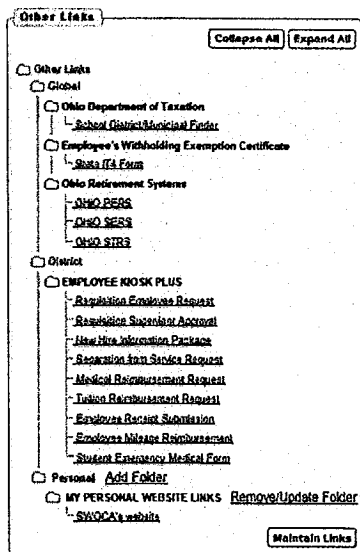 Other Links
Collapse All Expand All
Other Links
Global
Ohio Department of Taxation
School District/Municipal Finder
Employee's Withholding Exemption Certificate
State IT4 Form
Ohio Retirement Systems
OHIO PERS
OHIO SERS
OHIO STRS
District
EMPLOYEE KIOSK PLUS
Requisition Employee Request
Requisition Supervisor Approval
New Hire Information Package
Separation from Service Request
Medical Reimbursement Request
Tuition Reimbursement Request
Employee Receipt Submission
Employee Mileage Reimbursement
Student Emergency Medical Form
Personal Add Folder
MY PERSONAL WEBSITE LINKS Remove/Update Folder
SWOCA's website
Maintain Links